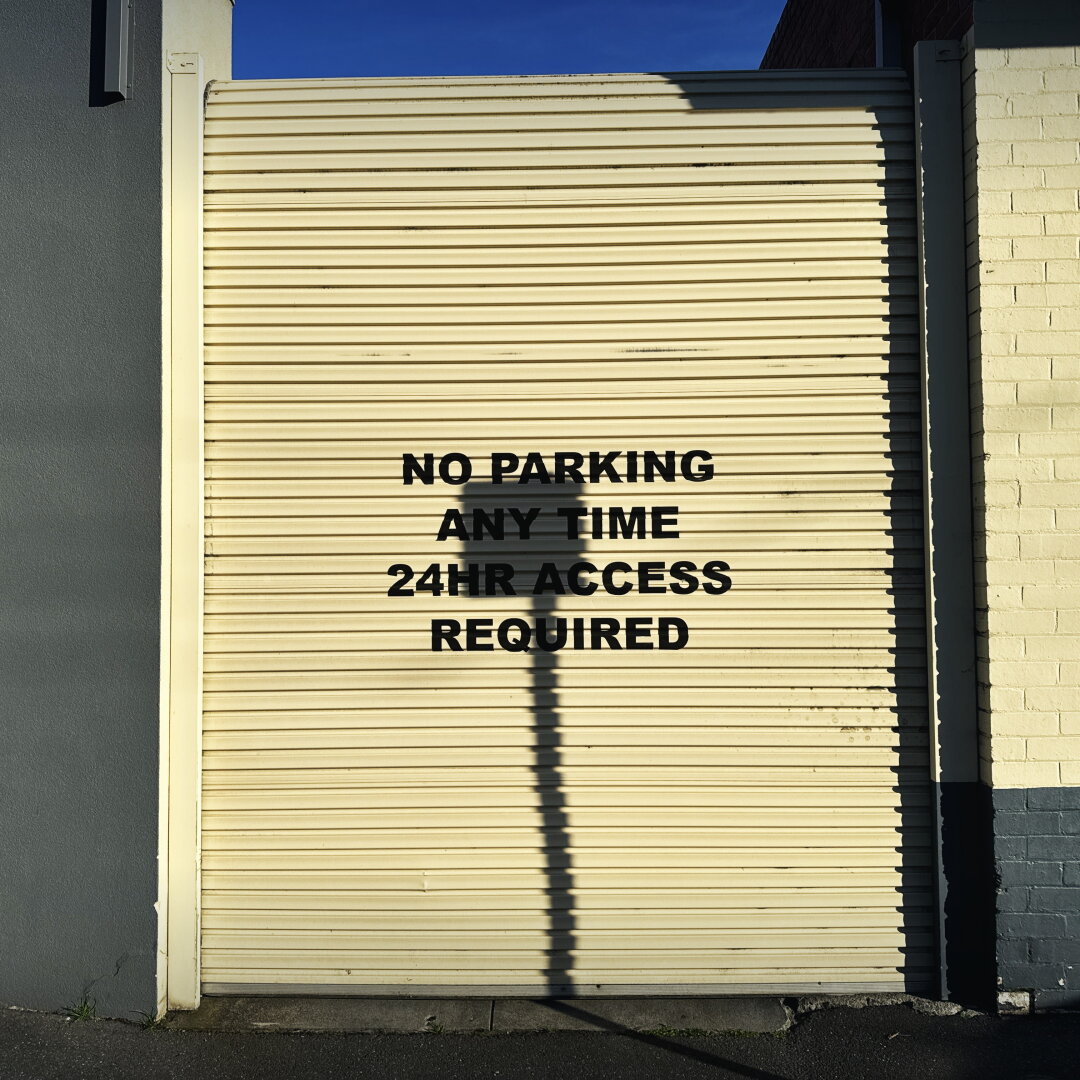 NO PARKING
ANY TIME
24HR ACCESS
REQUIRED